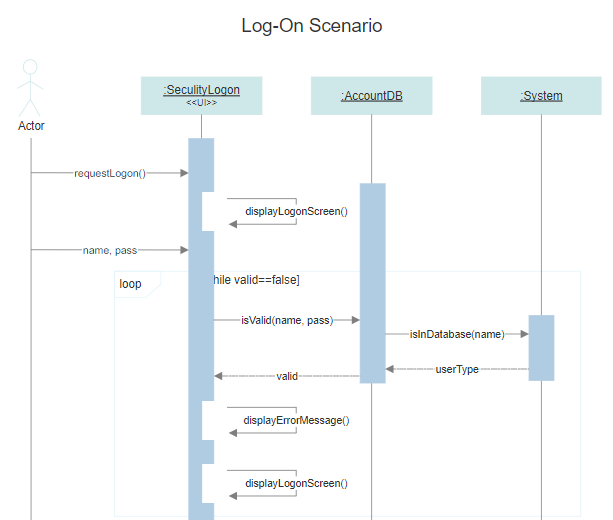 Log-On Scenario
Actor
:SeculityLogon
<<UI>>
:AccountDB
:System
requestLogon()
displayLogonScreen()
name, pass
loop
hile valid==false]
isValid(name, pass)
isInDatabase(name)
userType
valid
displayErrorMessage()
displayLogonScreen()